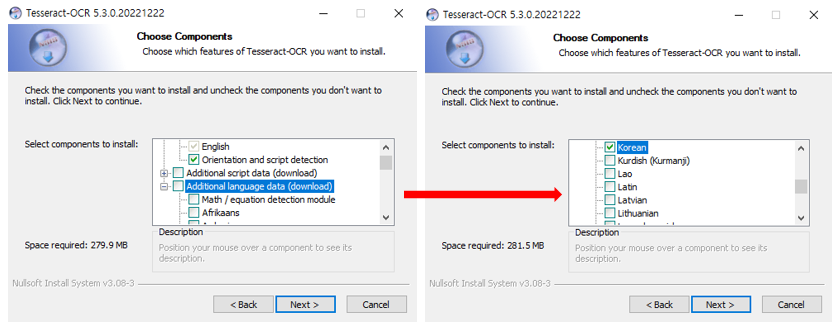 Tesseract-OCR 5.3.0.20221222
Choose Components
Choose which features of Tesseract-OCR you want to install.
Check the components you want to install and uncheck the components you don't want to
install. Click Next to continue.
Select components to install:
English
Orientation and script detection
Additional script data (download)
Additional language data (download)
Math / equation detection module
Afrikaans
Description
Position your mouse over a component to see its
description.
Space required: 279.9 MB
Nullsoft Install System v3.08-3
< Back
Next >
Cancel
Tesseract-OCR 5.3.0.20221222
Choose Components
Choose which features of Tesseract-OCR you want to install.
Check the components you want to install and uncheck the components you don't want to
install. Click Next to continue.
Select components to install:
Korean
Kurdish (Kurmanji)
Lao
Latin
Latvian
Lithuanian
Description
Position your mouse over a component to see its
description.
Space required: 281.5 MB
Nullsoft Install System v3.08-3
< Back
Next >
Cancel